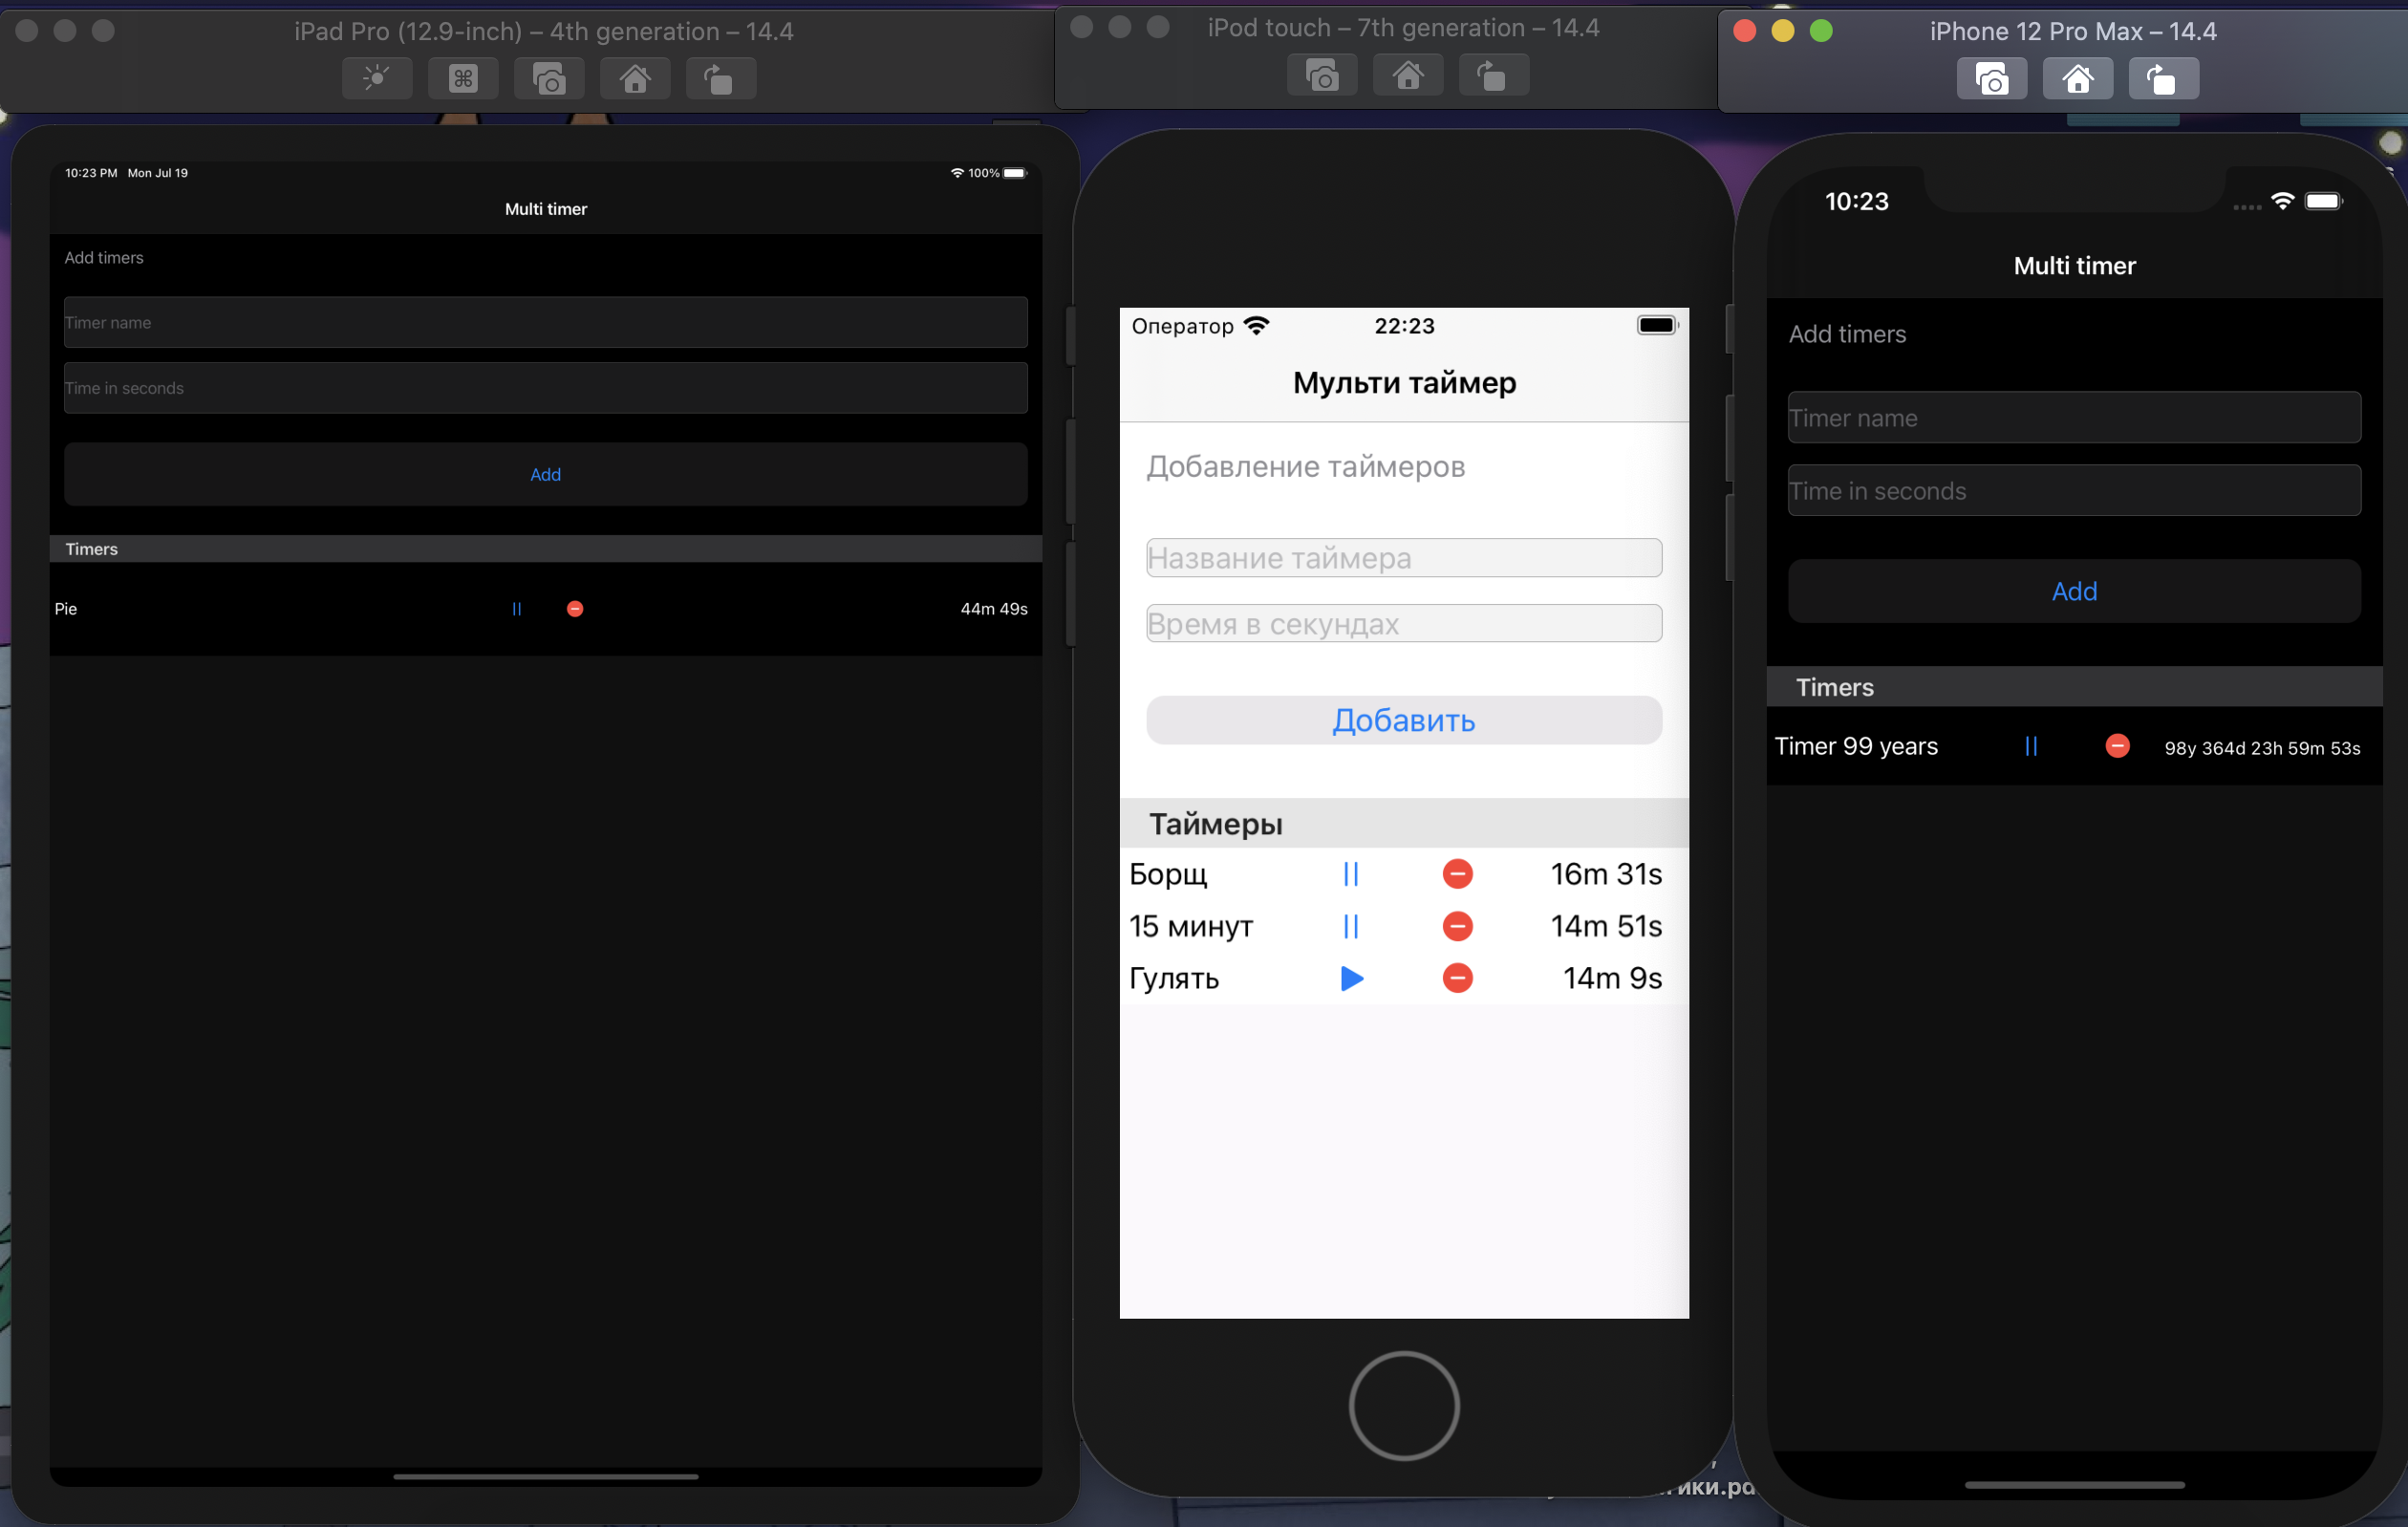 iPad Pro (12.9-inch) – 4th generation – 14.4
10:23 PM Mon Jul 19
100%
Multi timer
Add timers
Timer name
Time in seconds
Add
Timers
Pie
44m 49s
iPod touch – 7th generation – 14.4
Оператор
22:23
Мульти таймер
Добавление таймеров
Название таймера
Время в секундах
Добавить
Таймеры
Борщ 16m 31s
15 минут 14m 51s
Гулять 14m 9s
iPhone 12 Pro Max – 14.4
10:23
Multi timer
Add timers
Timer name
Time in seconds
Add
Timers
Timer 99 years 98y 364d 23h 59m 53s